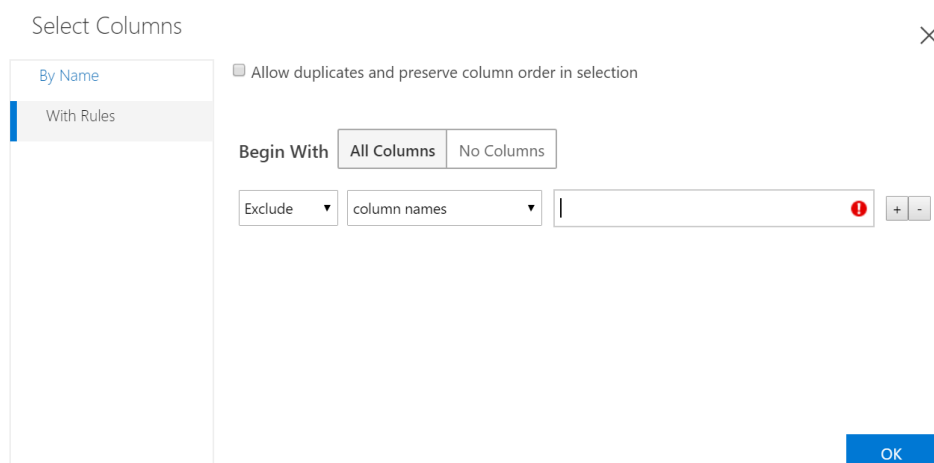 Select Columns
By Name
With Rules
Allow duplicates and preserve column order in selection
Begin With All Columns No Columns
Exclude column names + -
OK